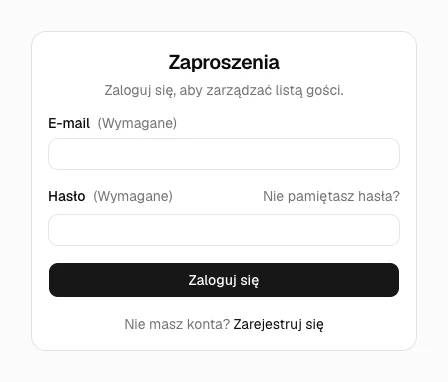 Zaproszenia
Zaloguj się, aby zarządzać listą gości.
E-mail (Wymagane)
Hasło (Wymagane) Nie pamiętasz hasła?
Zaloguj się
Nie masz konta? Zarejestruj się